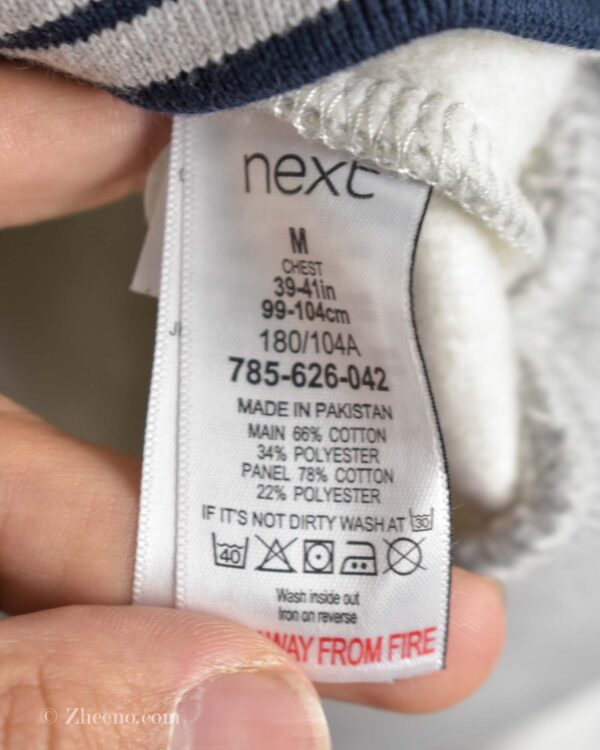 next
M
CHEST
39-41in
99-104cm
180/104A
785-626-042
MADE IN PAKISTAN
MAIN 66% COTTON
34% POLYESTER
PANEL 78% COTTON
22% POLYESTER
IF IT'S NOT DIRTY WASH AT 30
40
Wash inside out
Iron on reverse
AWAY FROM FIRE
© Zheeno.com